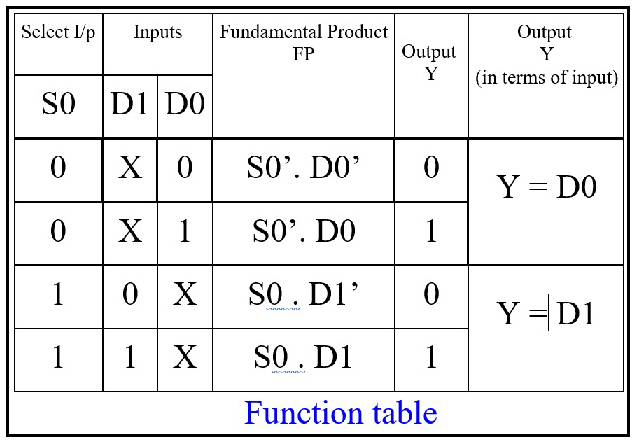 Select I/p Inputs Fundamental Product FP Output Y Output Y (in terms of input)
S0 D1 D0
0 X 0 S0’. D0’ 0 Y = D0
0 X 1 S0’. D0 1
1 0 X S0 . D1’ 0 Y = D1
1 1 X S0 . D1 1
Function table